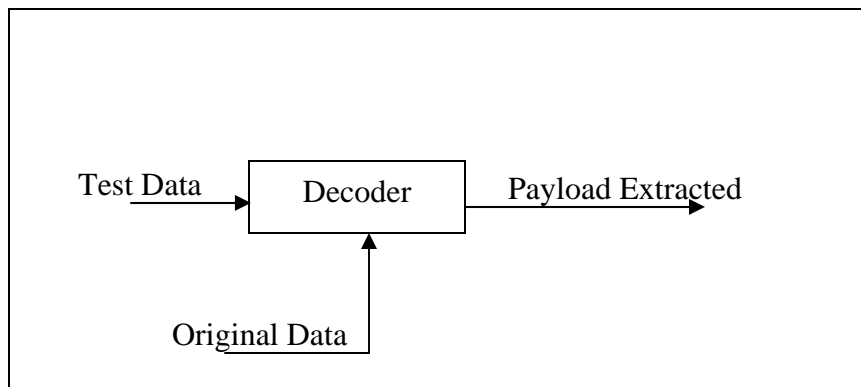 Test Data
Decoder
Payload Extracted
Original Data